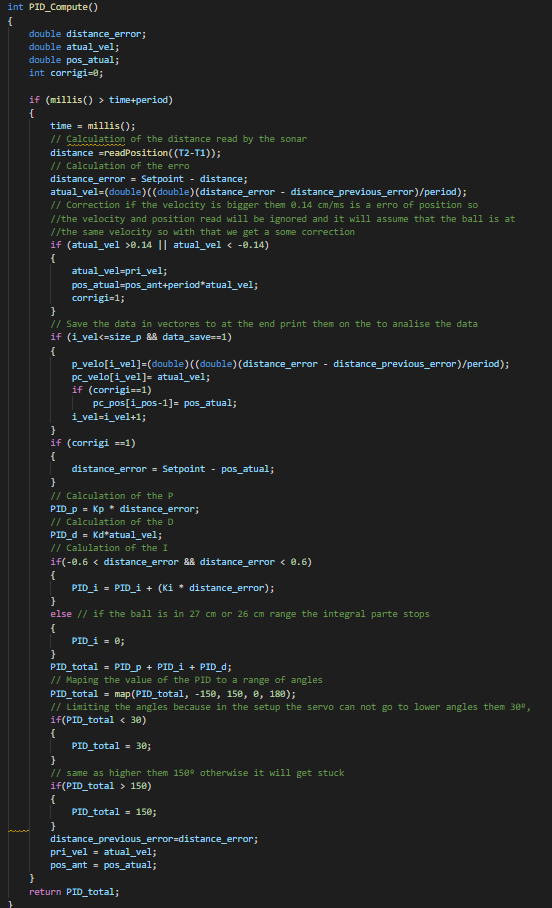 int PID_Compute()
{
    double distance_error;
    double atual_vel;
    double pos_atual;
    int corrigi=0;

    if (millis() > time+period)
    {
        time = millis();
        // Calculation of the distance read by the sonar
        distance =readPosition((T2-T1));
        // Calculation of the erro
        distance_error = Setpoint - distance;
        atual_vel=(double)((double)(distance_error - distance_previous_error)/period);
        // Correction if the velocity is bigger them 0.14 cm/ms is a erro of position so
        //the velocity and position read will be ignored and it will assume that the ball is at
        //the same velocity so with that we get a some correction
        if (atual_vel >0.14 || atual_vel < -0.14)
        {
            atual_vel=pri_vel;
            pos_atual=pos_ant+period*atual_vel;
            corrigi=1;
        }
        // Save the data in vectores to at the end print them on the to analise the data
        if (i_vel<=size_p && data_save==1)
        {
            p_velo[i_vel]=(double)((double)(distance_error - distance_previous_error)/period);
            pc_velo[i_vel]= atual_vel;
            if (corrigi==1)
                pc_pos[i_pos-1]= pos_atual;
            i_vel=i_vel+1;
        }
        if (corrigi ==1)
        {
            distance_error = Setpoint - pos_atual;
        }
        // Calculation of the P
        PID_p = Kp * distance_error;
        // Calculation of the D
        PID_d = Kd*atual_vel;
        // Calulation of the I
        if(-0.6 < distance_error && distance_error < 0.6)
        {
            PID_i = PID_i + (Ki * distance_error);
        }
        else // if the ball is in 27 cm or 26 cm range the integral parte stops
        {
            PID_i = 0;
        }
        PID_total = PID_p + PID_i + PID_d;
        // Maping the value of the PID to a range of angles
        PID_total = map(PID_total, -150, 150, 0, 180);
        // Limiting the angles because in the setup the servo can not go to lower angles them 30º,
        if(PID_total < 30)
        {
            PID_total = 30;
        }
        // same as higher them 150º otherwise it will get stuck
        if(PID_total > 150)
        {
            PID_total = 150;
        }
        distance_previous_error=distance_error;
        pri_vel = atual_vel;
        pos_ant = pos_atual;
    }
    return PID_total;
}